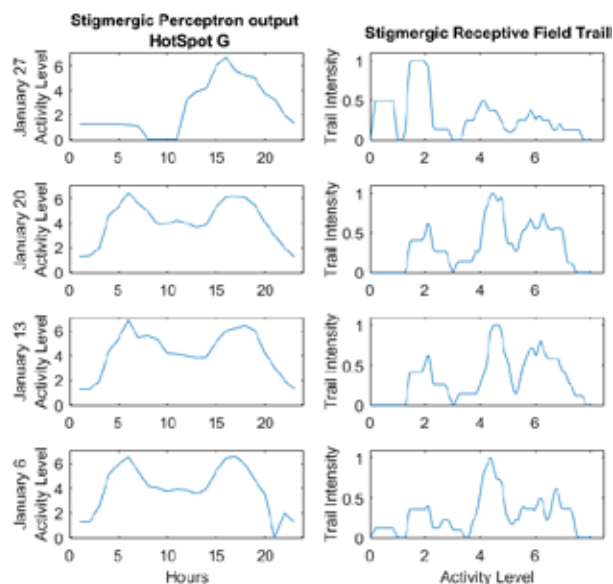 Stigmergic Perceptron output
HotSpot G
Stigmergic Receptive Field Traill
January 27
Activity Level
6
4
2
0
0 5 10 15 20
Trail Intensity
1
0.5
0
0 2 4 6
January 20
Activity Level
6
4
2
0
0 5 10 15 20
Trail Intensity
1
0.5
0
0 2 4 6
January 13
Activity Level
6
4
2
0
0 5 10 15 20
Trail Intensity
1
0.5
0
0 2 4 6
January 6
Activity Level
6
4
2
0
0 5 10 15 20
Hours
Trail Intensity
1
0.5
0
0 2 4 6
Activity Level